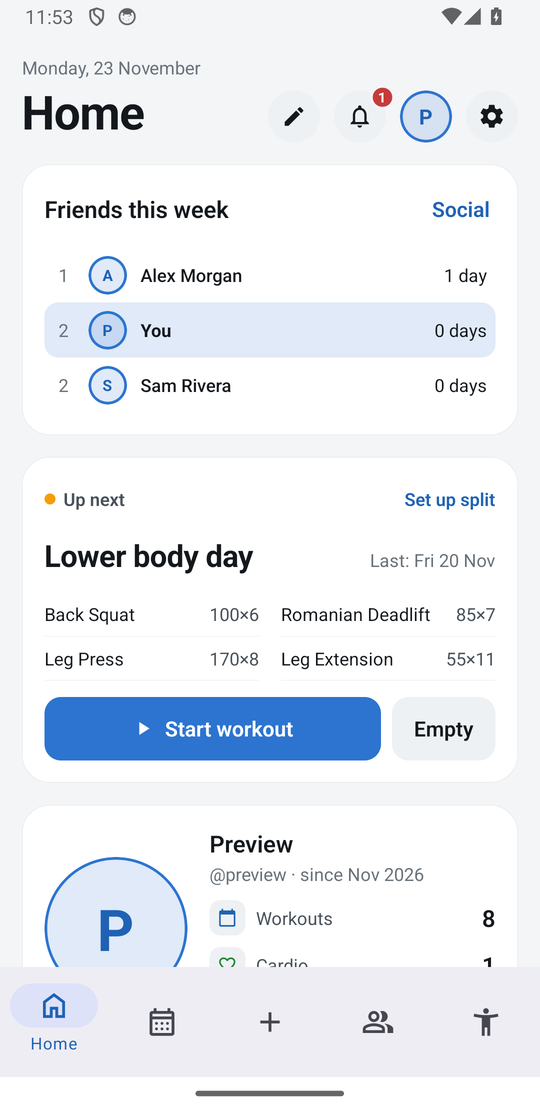 11:53
Monday, 23 November
Home
1
P
Friends this week
Social
1 A Alex Morgan 1 day
2 P You 0 days
2 S Sam Rivera 0 days
Up next
Set up split
Lower body day
Last: Fri 20 Nov
Back Squat 100×6 Romanian Deadlift 85×7
Leg Press 170×8 Leg Extension 55×11
Start workout
Empty
P
Preview
@preview · since Nov 2026
Workouts 8
Cardio 1
Home